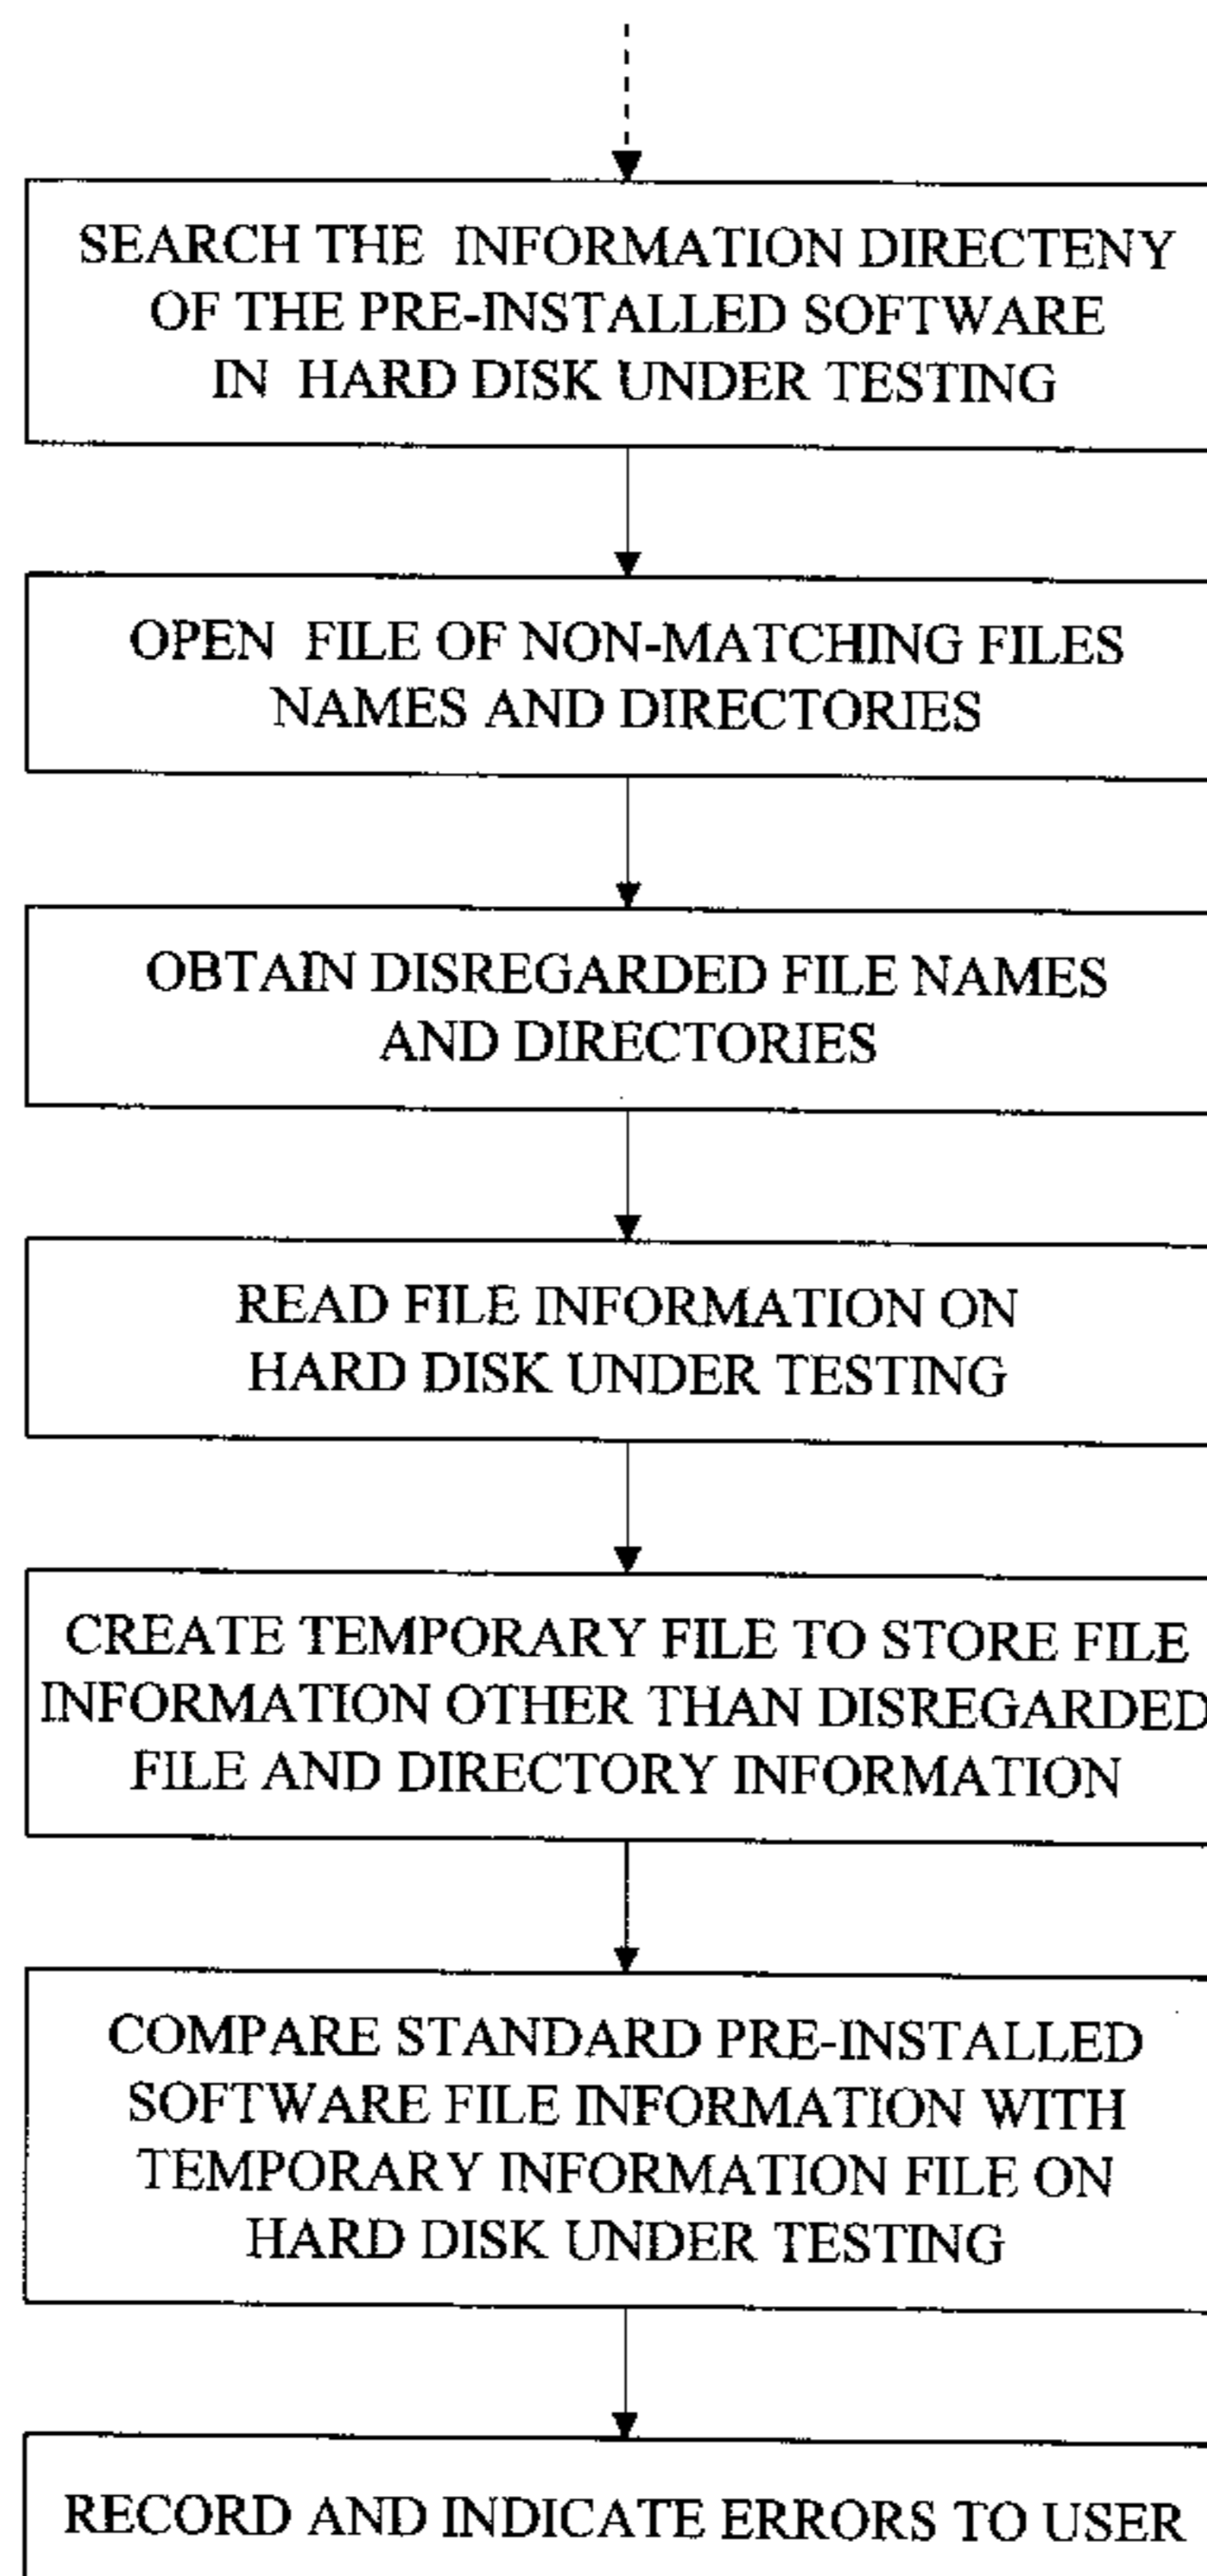 SEARCH THE INFORMATION DIRECTENY
OF THE PRE-INSTALLED SOFTWARE
IN HARD DISK UNDER TESTING
OPEN FILE OF NON-MATCHING FILES
NAMES AND DIRECTORIES
OBTAIN DISREGARDED FILE NAMES
AND DIRECTORIES
READ FILE INFORMATION ON
HARD DISK UNDER TESTING
CREATE TEMPORARY FILE TO STORE FILE
INFORMATION OTHER THAN DISREGARDED
FILE AND DIRECTORY INFORMATION
COMPARE STANDARD PRE-INSTALLED
SOFTWARE FILE INFORMATION WITH
TEMPORARY INFORMATION FILE ON
HARD DISK UNDER TESTING
RECORD AND INDICATE ERRORS TO USER